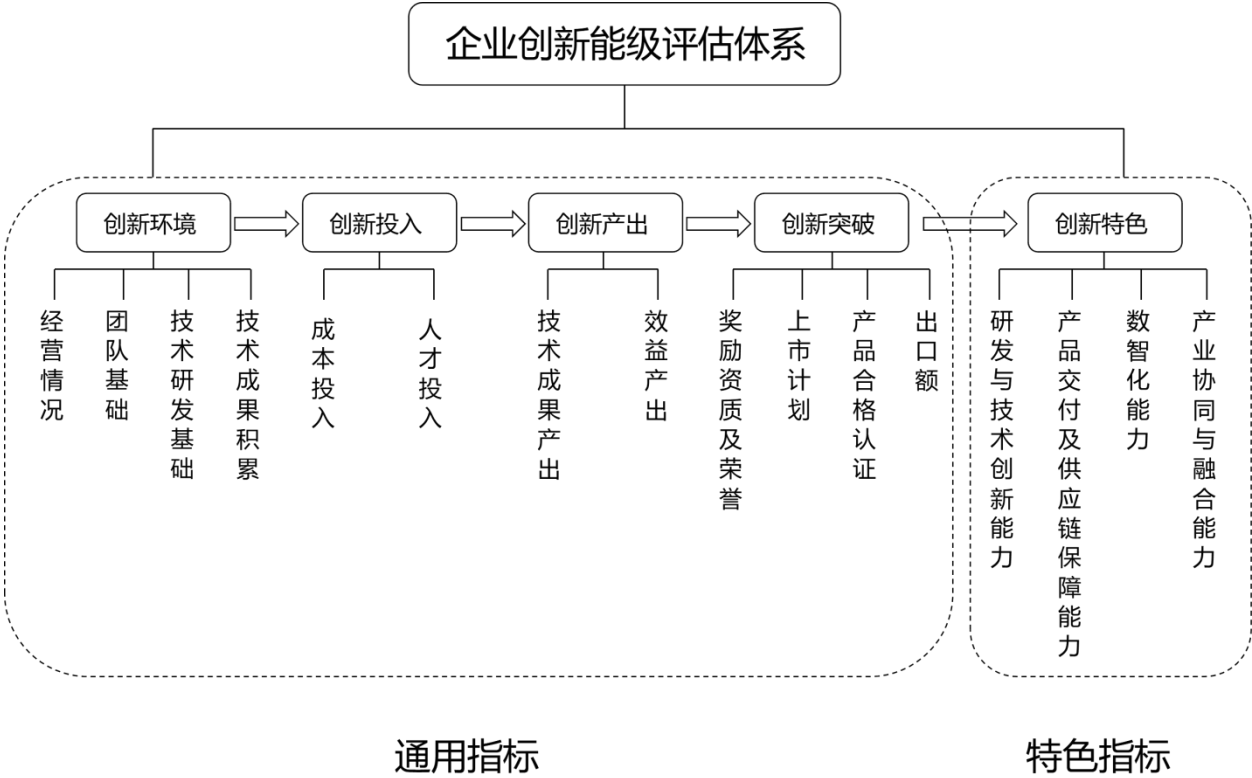 企业创新能级评估体系
创新环境
创新投入
创新产出
创新突破
创新特色
经营情况
团队基础
技术研发基础
技术成果积累
成本投入
人才投入
技术成果产出
效益产出
奖励资质及荣誉
上市计划
产品合格认证
出口额
研发与技术创新能力
产品交付及供应链保障能力
数智化能力
产业协同与融合能力
通用指标
特色指标